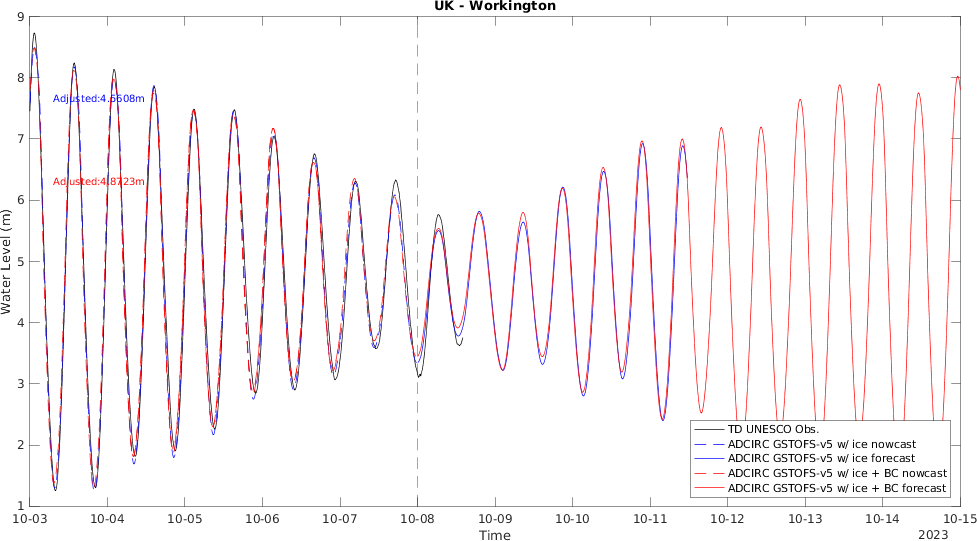 UK - Workington
9
8
7
6
5
4
3
2
1
Water Level (m)
Adjusted:4.5608m
Adjusted:4.8723m
TD UNESCO Obs.
ADCIRC GSTOFS-v5 w/ ice nowcast
ADCIRC GSTOFS-v5 w/ ice forecast
ADCIRC GSTOFS-v5 w/ ice + BC nowcast
ADCIRC GSTOFS-v5 w/ ice + BC forecast
10-03 10-04 10-05 10-06 10-07 10-08 10-09 10-10 10-11 10-12 10-13 10-14 10-15
Time
2023